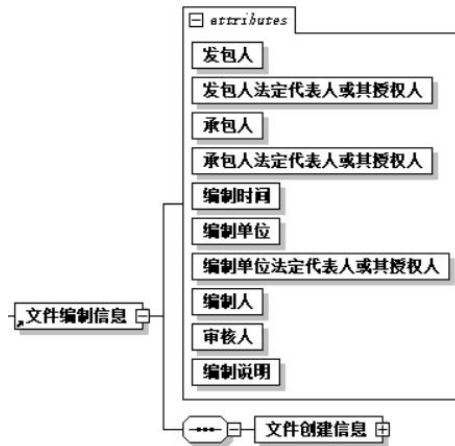 attributes
发包人
发包人法定代表人或其授权人
承包人
承包人法定代表人或其授权人
编制时间
编制单位
编制单位法定代表人或其授权人
文件编制信息
编制人
审核人
编制说明
文件创建信息